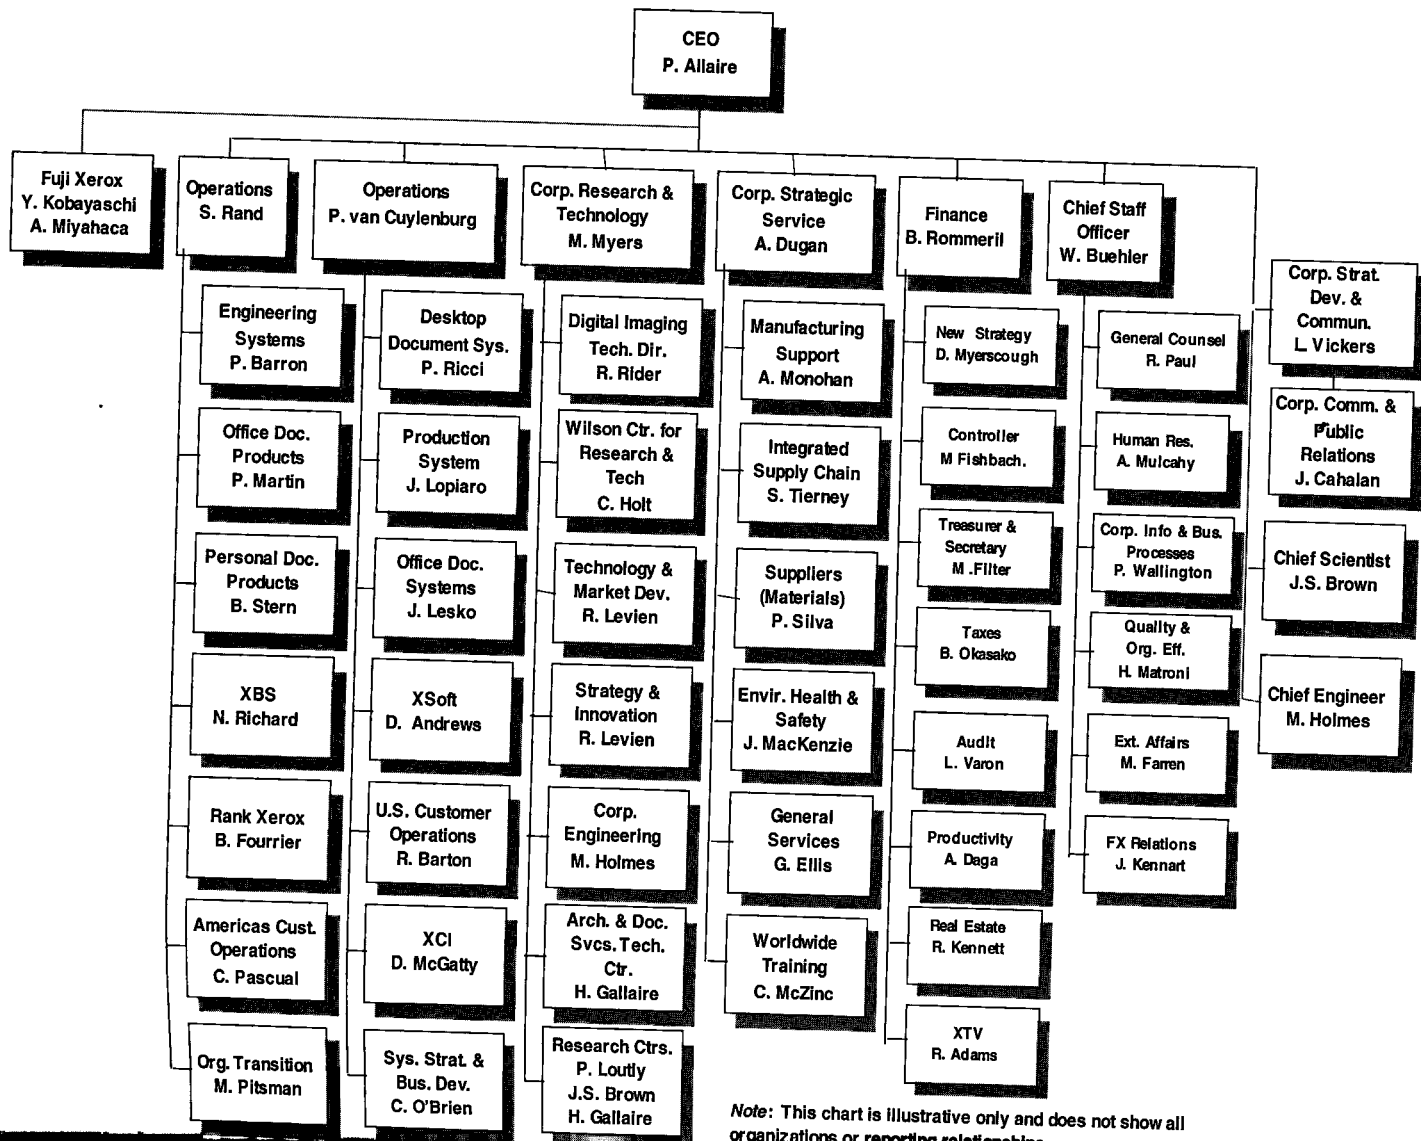 CEO
P. Allaire
Fuji Xerox
Y. Kobayaschi
A. Miyahaca
Operations
S. Rand
Operations
P. van Cuylenburg
Corp. Research &
Technology
M. Myers
Corp. Strategic
Service
A. Dugan
Finance
B. Rommeril
Chief Staff
Officer
W. Buehler
Engineering
Systems
P. Barron
Office Doc.
Products
P. Martin
Personal Doc.
Products
B. Stern
XBS
N. Richard
Rank Xerox
B. Fourrier
Americas Cust.
Operations
C. Pascual
Org. Transition
M. Pitsman
Desktop
Document Sys.
P. Ricci
Production
System
J. Lopiaro
Office Doc.
Systems
J. Lesko
XSoft
D. Andrews
U.S. Customer
Operations
R. Barton
XCI
D. McGatty
Sys. Strat. &
Bus. Dev.
C. O'Brien
Digital Imaging
Tech. Dir.
R. Rider
Wilson Ctr. for
Research &
Tech
C. Holt
Technology &
Market Dev.
R. Levien
Strategy &
Innovation
R. Levien
Corp.
Engineering
M. Holmes
Arch. & Doc.
Svcs. Tech.
Ctr.
H. Gallaire
Research Ctrs.
P. Loutly
J.S. Brown
H. Gallaire
Manufacturing
Support
A. Monohan
Integrated
Supply Chain
S. Tierney
Suppliers
(Materials)
P. Silva
Envir. Health &
Safety
J. MacKenzie
General
Services
G. Ellis
Worldwide
Training
C. McZinc
New Strategy
D. Myerscough
Controller
M Fishbach.
Treasurer &
Secretary
M .Filter
Taxes
B. Okasako
Audit
L. Varon
Productivity
A. Daga
Real Estate
R. Kennett
XTV
R. Adams
General Counsel
R. Paul
Human Res.
A. Mulcahy
Corp. Info & Bus.
Processes
P. Wallington
Quality &
Org. Eff.
H. Matroni
Ext. Affairs
M. Farren
FX Relations
J. Kennart
Corp. Strat.
Dev. &
Commun.
L. Vickers
Corp. Comm. &
Public
Relations
J. Cahalan
Chief Scientist
J.S. Brown
Chief Engineer
M. Holmes
Note: This chart is illustrative only and does not show all
organizations or reporting relationships